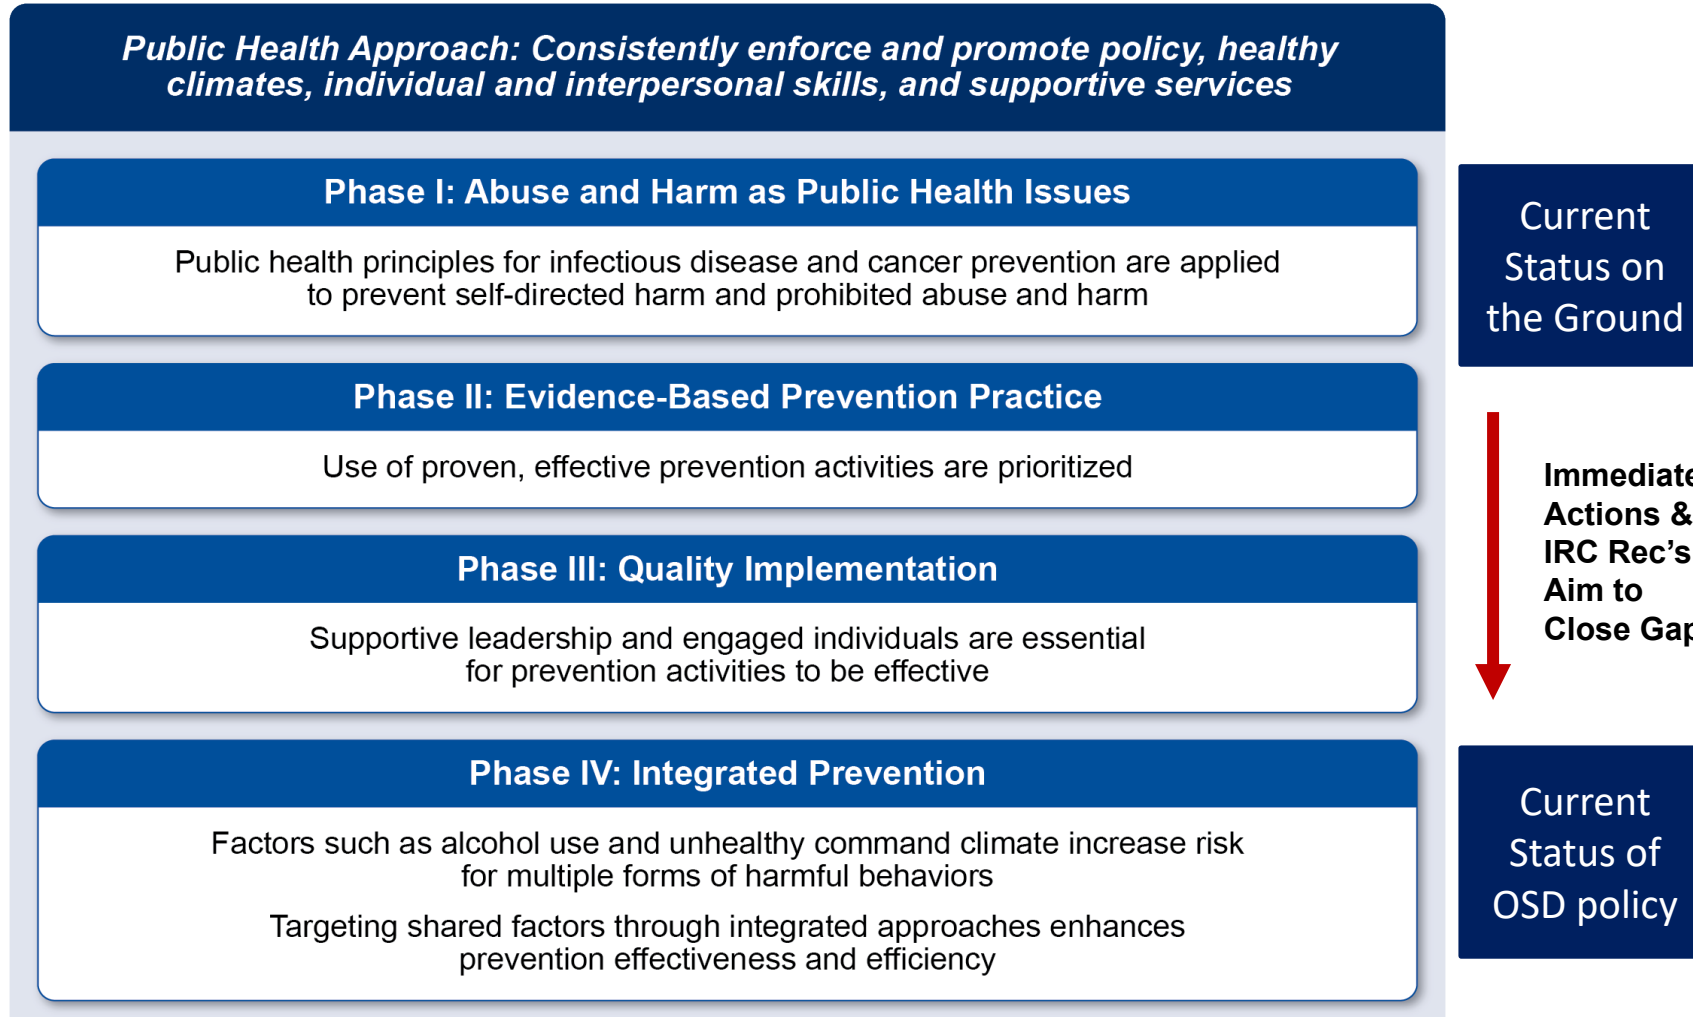 Public Health Approach: Consistently enforce and promote policy, healthy
climates, individual and interpersonal skills, and supportive services
Phase I: Abuse and Harm as Public Health Issues
Public health principles for infectious disease and cancer prevention are applied
to prevent self-directed harm and prohibited abuse and harm
Phase II: Evidence-Based Prevention Practice
Use of proven, effective prevention activities are prioritized
Phase III: Quality Implementation
Supportive leadership and engaged individuals are essential
for prevention activities to be effective
Phase IV: Integrated Prevention
Factors such as alcohol use and unhealthy command climate increase risk
for multiple forms of harmful behaviors
Targeting shared factors through integrated approaches enhances
prevention effectiveness and efficiency
Current
Status on
the Ground
Immediate
Actions &
IRC Rec’s
Aim to
Close Gap
Current
Status of
OSD policy